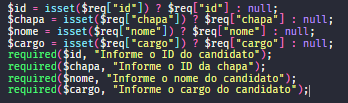 $id = isset($req["id"]) ? $req["id"] : null;
$chapa = isset($req["chapa"]) ? $req["chapa"] : null;
$nome = isset($req["nome"]) ? $req["nome"] : null;
$cargo = isset($req["cargo"]) ? $req["cargo"] : null;
required($id, "Informe o ID do candidato");
required($chapa, "Informe o ID da chapa");
required($nome, "Informe o nome do candidato");
required($cargo, "Informe o cargo do candidato");